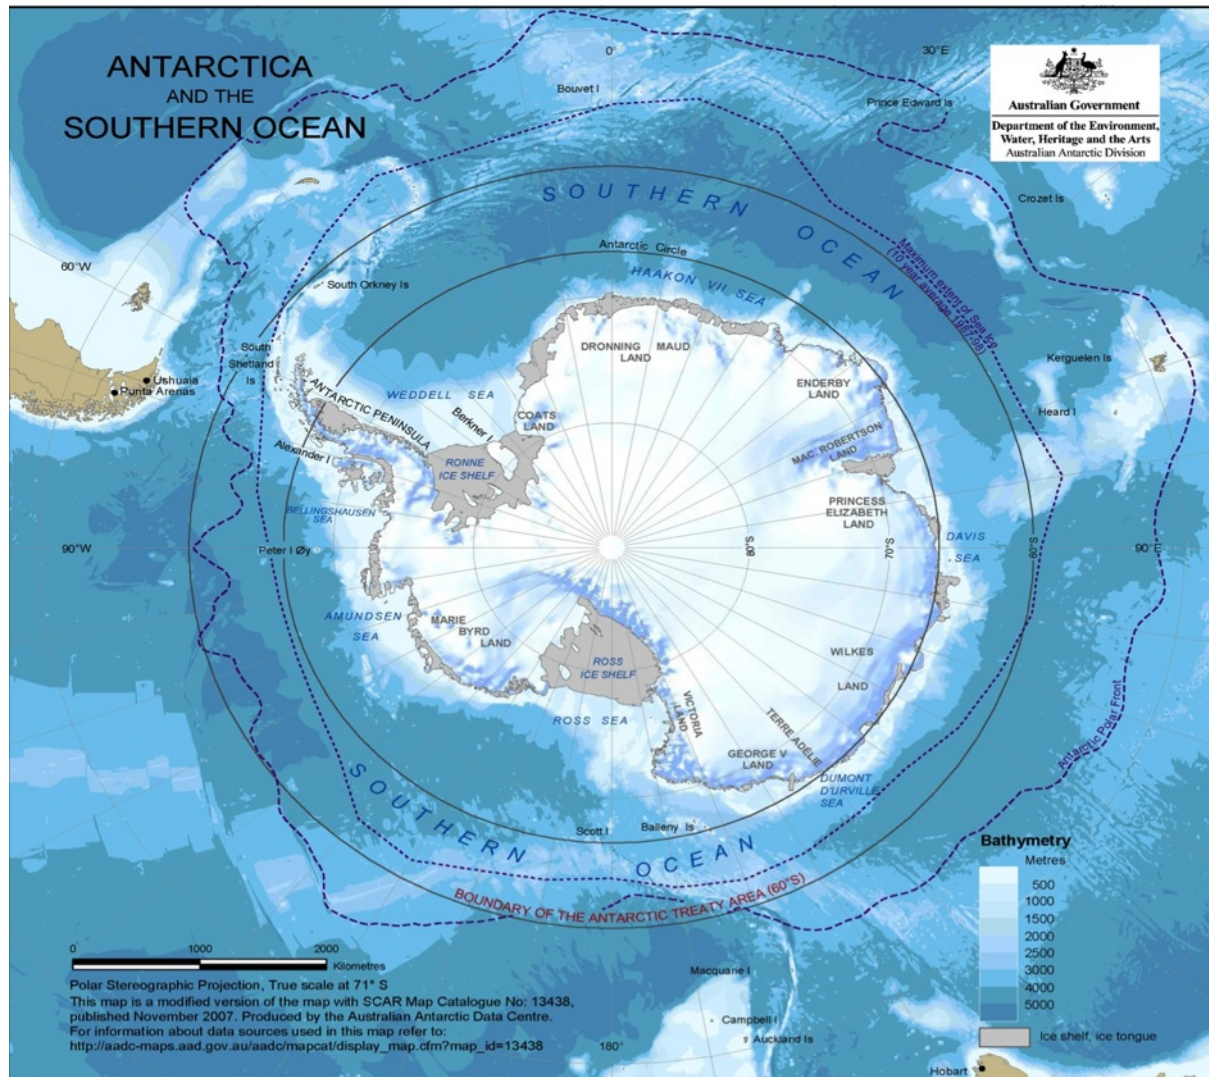 ANTARCTICA
AND THE
SOUTHERN OCEAN
0°
30°E
Bouvet I
Prince Edward Is
Australian Government
Department of the Environment,
Water, Heritage and the Arts
Australian Antarctic Division
Crozet Is
SOUTHERN OCEAN
Antarctic Circle
HAAKON VII SEA
Maximum extent of Sea Ice
(10 year average 1987-98)
60°W
South Orkney Is
South
Shetland
Is
Ushuaia
Punta Arenas
DRONNING MAUD
LAND
ENDERBY
LAND
Kerguelen Is
Heard I
ANTARCTIC PENINSULA
WEDDELL SEA
Berkner I
COATS
LAND
MAC. ROBERTSON
LAND
Alexander I
RONNE
ICE SHELF
PRINCESS
ELIZABETH
LAND
BELLINGSHAUSEN
SEA
DAVIS
SEA
90°W
Peter I Øy
80°S
70°S
60°S
90°E
AMUNDSEN
SEA
MARIE
BYRD
LAND
ROSS
ICE SHELF
WILKES
LAND
ROSS SEA
VICTORIA
LAND
TERRE ADÉLIE
GEORGE V
LAND
DUMONT
D'URVILLE
SEA
Antarctic Polar Front
SOUTHERN OCEAN
Scott I
Balleny Is
BOUNDARY OF THE ANTARCTIC TREATY AREA (60°S)
Bathymetry
Metres
500
1000
1500
2000
2500
3000
4000
5000
Ice shelf, ice tongue
0
1000
2000
Kilometres
Polar Stereographic Projection, True scale at 71° S
This map is a modified version of the map with SCAR Map Catalogue No: 13438,
published November 2007. Produced by the Australian Antarctic Data Centre.
For information about data sources used in this map refer to:
http://aadc-maps.aad.gov.au/aadc/mapcat/display_map.cfm?map_id=13438
Macquarie I
Campbell I
Auckland Is
180°
Hobart